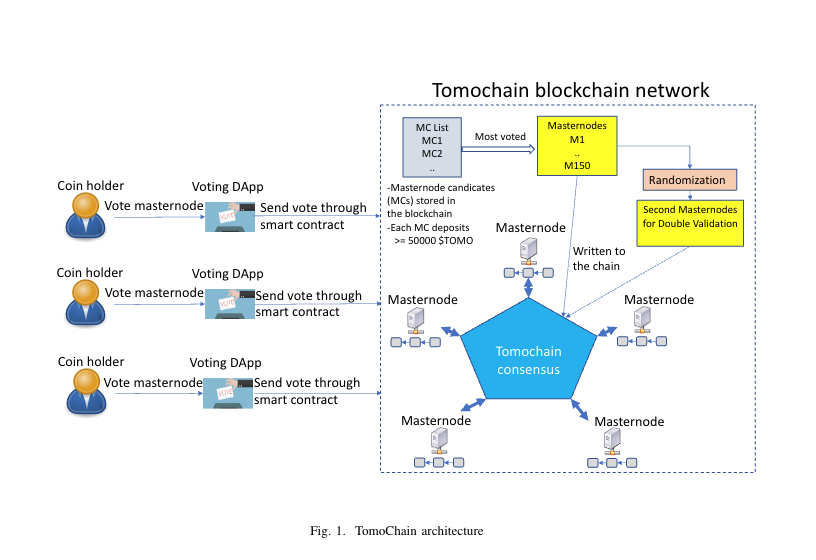 Tomochain blockchain network
MC List
MC1
MC2
..
Most voted
Masternodes
M1
..
M150
Randomization
Second Masternodes
for Double Validation
-Masternode candicates
(MCs) stored in
the blockchain
-Each MC deposits
>= 50000 $TOMO
Coin holder
Vote masternode
Voting DApp
VOTE
Send vote through
smart contract
Coin holder
Vote masternode
Voting DApp
VOTE
Send vote through
smart contract
Coin holder
Vote masternode
Voting DApp
VOTE
Send vote through
smart contract
Masternode
Written to
the chain
Masternode
Masternode
Tomochain
consensus
Masternode
Masternode
Fig. 1. TomoChain architecture